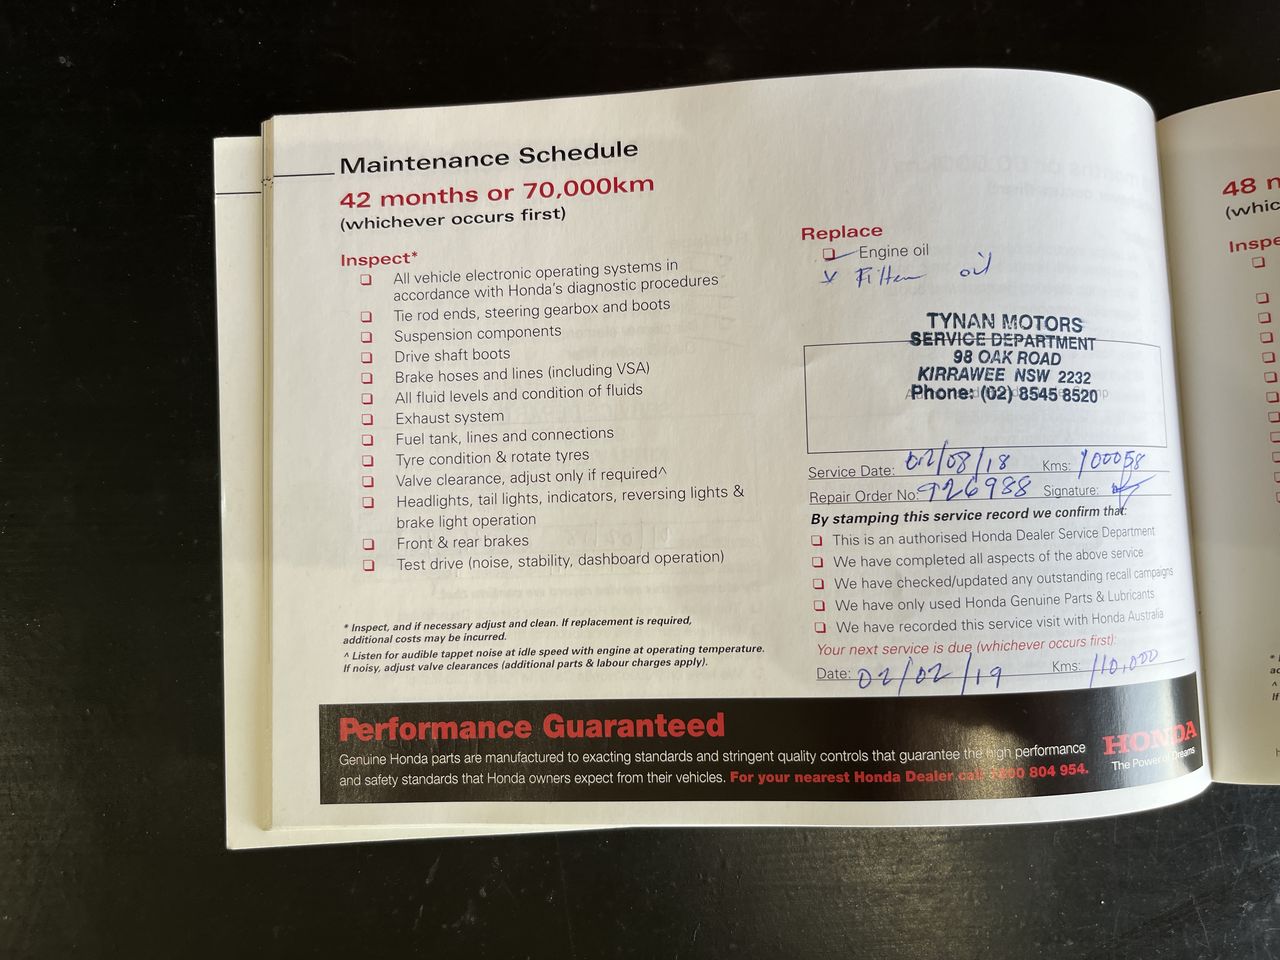 Maintenance Schedule
42 months or 70,000km
(whichever occurs first)
Inspect*
All vehicle electronic operating systems in
accordance with Honda's diagnostic procedures
Tie rod ends, steering gearbox and boots
Suspension components
Drive shaft boots
Brake hoses and lines (including VSA)
All fluid levels and condition of fluids
Exhaust system
Fuel tank, lines and connections
Tyre condition & rotate tyres
Valve clearance, adjust only if required^
Headlights, tail lights, indicators, reversing lights &
brake light operation
Front & rear brakes
Test drive (noise, stability, dashboard operation)
* Inspect, and if necessary adjust and clean. If replacement is required,
additional costs may be incurred.
^ Listen for audible tappet noise at idle speed with engine at operating temperature.
If noisy, adjust valve clearances (additional parts & labour charges apply).
Replace
Engine oil
Filter oil
TYNAN MOTORS
SERVICE DEPARTMENT
98 OAK ROAD
KIRRAWEE NSW 2232
Phone: (02) 8545 8520
Service Date: 02/08/18 Kms: 100058
Repair Order No: 926988 Signature:
By stamping this service record we confirm that:
This is an authorised Honda Dealer Service Department
We have completed all aspects of the above service
We have checked/updated any outstanding recall campaigns
We have only used Honda Genuine Parts & Lubricants
We have recorded this service visit with Honda Australia
Your next service is due (whichever occurs first):
Date: 02/02/19 Kms: 110,000
Performance Guaranteed
Genuine Honda parts are manufactured to exacting standards and stringent quality controls that guarantee the high performance
and safety standards that Honda owners expect from their vehicles. For your nearest Honda Dealer call 1800 804 954.
HONDA
The Power of Dreams
48